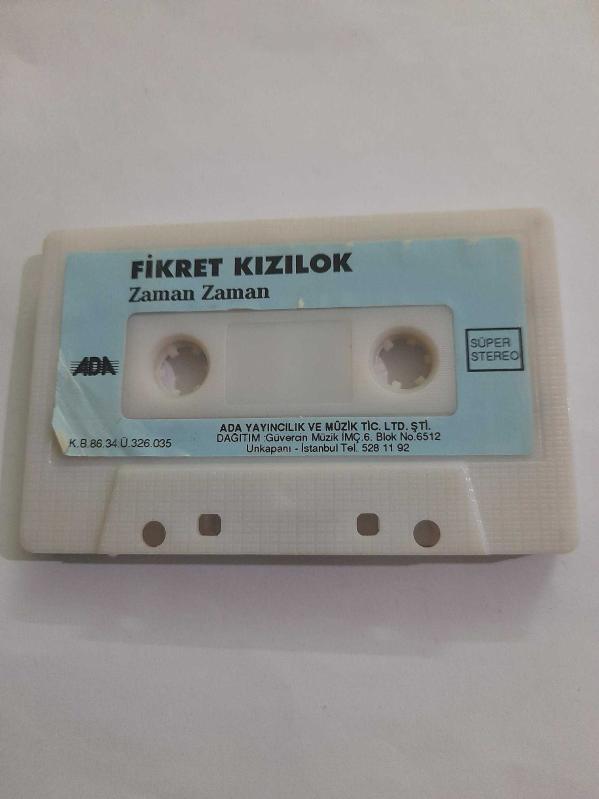 FİKRET KIZILOK
Zaman Zaman
ADA
SÜPER
STEREO
K.B.86.34.Ü.326.035
ADA YAYINCILIK VE MÜZİK TİC. LTD. ŞTİ.
DAĞITIM :Güvercin Müzik İMÇ.6. Blok No.6512
Unkapanı - İstanbul Tel. 528 11 92